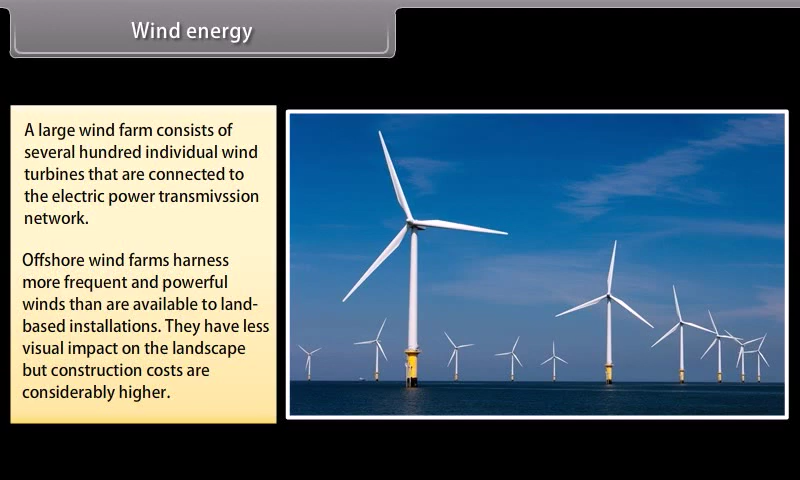 Wind energy
A large wind farm consists of
several hundred individual wind
turbines that are connected to
the electric power transmivssion
network.
Offshore wind farms harness
more frequent and powerful
winds than are available to land-
based installations. They have less
visual impact on the landscape
but construction costs are
considerably higher.